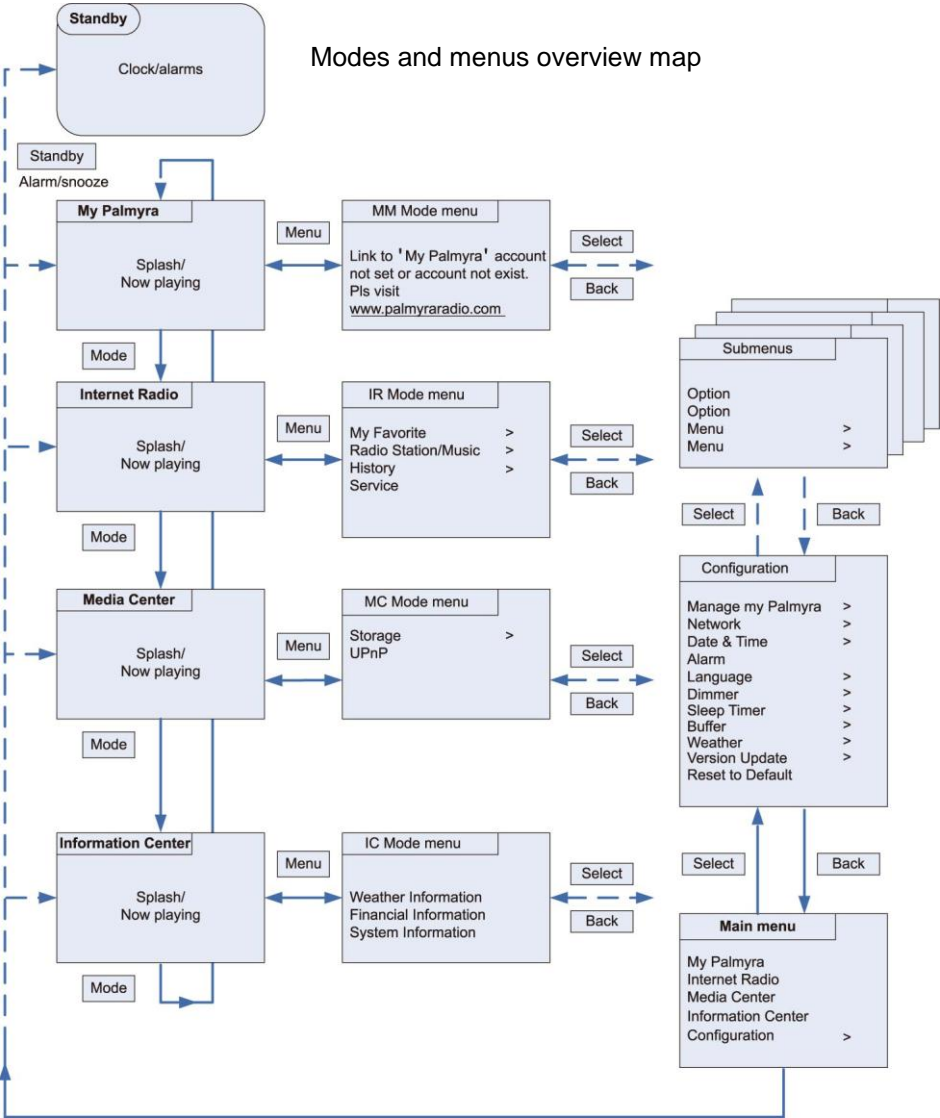 Standby
Clock/alarms
Modes and menus overview map
Standby
Alarm/snooze
My Palmyra
Splash/
Now playing
Menu
MM Mode menu
Link to 'My Palmyra' account
not set or account not exist.
Pls visit
www.palmyraradio.com
Select
Back
Mode
Internet Radio
Splash/
Now playing
Menu
IR Mode menu
My Favorite >
Radio Station/Music >
History >
Service
Select
Back
Mode
Media Center
Splash/
Now playing
Menu
MC Mode menu
Storage >
UPnP
Select
Back
Mode
Information Center
Splash/
Now playing
Menu
IC Mode menu
Weather Information
Financial Information
System Information
Select
Back
Mode
Submenus
Option
Option
Menu >
Menu >
Select
Back
Configuration
Manage my Palmyra >
Network >
Date & Time >
Alarm
Language >
Dimmer >
Sleep Timer >
Buffer >
Weather >
Version Update >
Reset to Default
Select
Back
Main menu
My Palmyra
Internet Radio
Media Center
Information Center
Configuration >